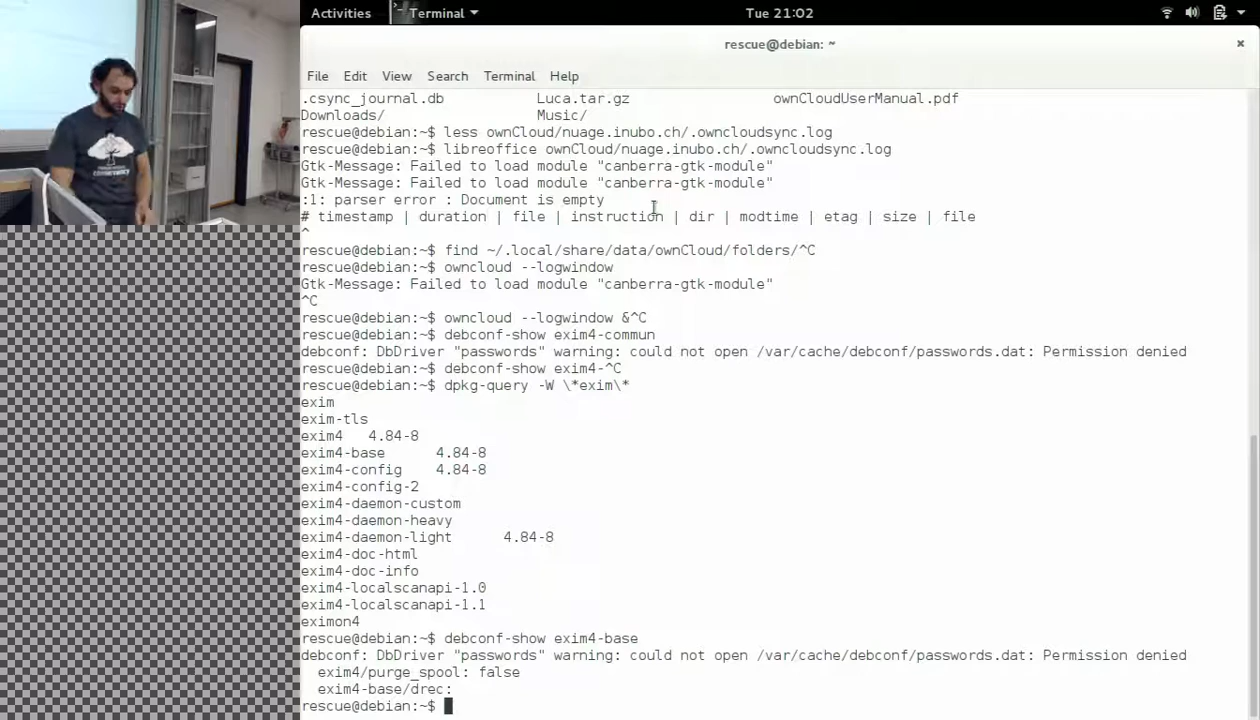 Activities
Terminal
Tue 21:02
rescue@debian: ~
×
File Edit View Search Terminal Help
.csync_journal.db Luca.tar.gz ownCloudUserManual.pdf
Downloads/ Music/
rescue@debian:~$ less ownCloud/nuage.inubo.ch/.owncloudsync.log
rescue@debian:~$ libreoffice ownCloud/nuage.inubo.ch/.owncloudsync.log
Gtk-Message: Failed to load module "canberra-gtk-module"
Gtk-Message: Failed to load module "canberra-gtk-module"
:1: parser error : Document is empty
# timestamp | duration | file | instruction | dir | modtime | etag | size | file
^
rescue@debian:~$ find ~/.local/share/data/ownCloud/folders/^C
rescue@debian:~$ owncloud --logwindow
Gtk-Message: Failed to load module "canberra-gtk-module"
^C
rescue@debian:~$ owncloud --logwindow &^C
rescue@debian:~$ debconf-show exim4-commun
debconf: DbDriver "passwords" warning: could not open /var/cache/debconf/passwords.dat: Permission denied
rescue@debian:~$ debconf-show exim4-^C
rescue@debian:~$ dpkg-query -W \*exim\*
exim
exim-tls
exim4 4.84-8
exim4-base 4.84-8
exim4-config 4.84-8
exim4-config-2
exim4-daemon-custom
exim4-daemon-heavy
exim4-daemon-light 4.84-8
exim4-doc-html
exim4-doc-info
exim4-localscanapi-1.0
exim4-localscanapi-1.1
eximon4
rescue@debian:~$ debconf-show exim4-base
debconf: DbDriver "passwords" warning: could not open /var/cache/debconf/passwords.dat: Permission denied
exim4/purge_spool: false
exim4-base/drec:
rescue@debian:~$